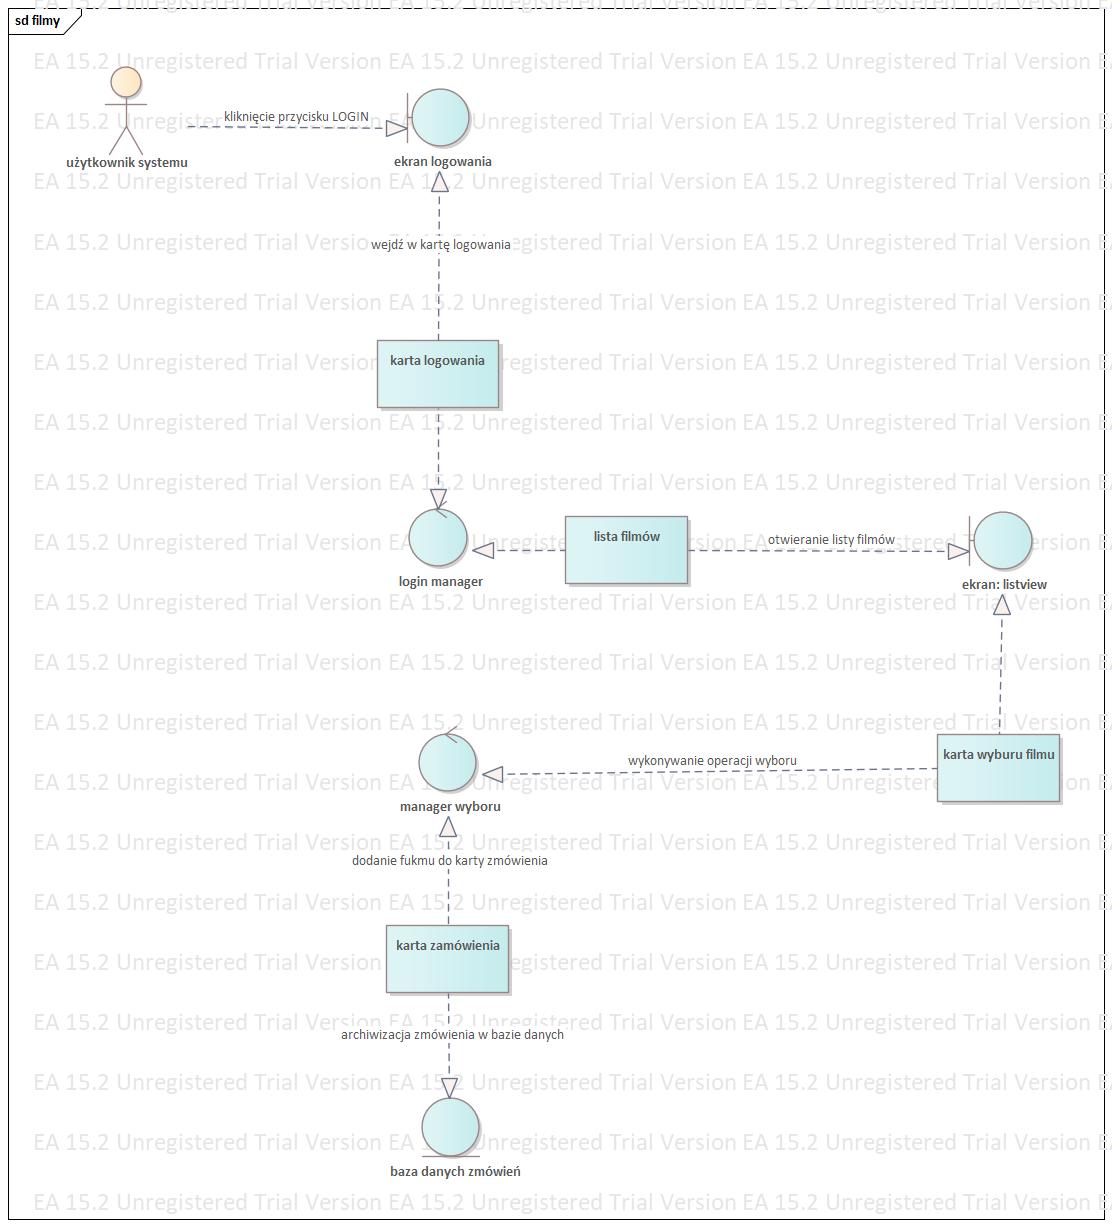 sd filmy
EA 15.2 Unregistered Trial Version EA 15.2 Unregistered Trial Version EA 15.2 Unregistered Trial Version
kliknięcie przycisku LOGIN
użytkownik systemu
ekran logowania
wejdź w kartę logowania
karta logowania
lista filmów
otwieranie listy filmów
login manager
ekran: listview
karta wyburu filmu
wykonywanie operacji wyboru
manager wyboru
dodanie fukmu do karty zmówienia
karta zamówienia
archiwizacja zmówienia w bazie danych
baza danych zmówień